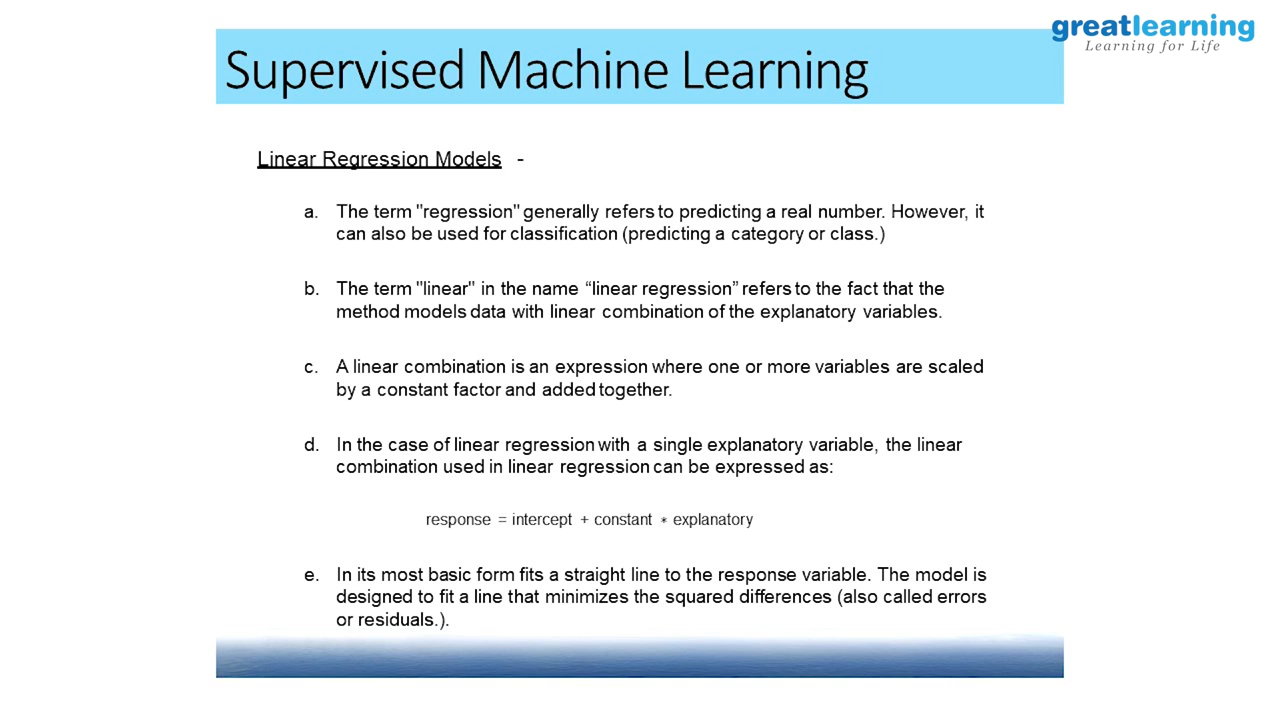 greatlearning
Learning for Life
Supervised Machine Learning
Linear Regression Models -
a. The term "regression" generally refers to predicting a real number. However, it
can also be used for classification (predicting a category or class.)
b. The term "linear" in the name “linear regression” refers to the fact that the
method models data with linear combination of the explanatory variables.
c. A linear combination is an expression where one or more variables are scaled
by a constant factor and added together.
d. In the case of linear regression with a single explanatory variable, the linear
combination used in linear regression can be expressed as:
response = intercept + constant * explanatory
e. In its most basic form fits a straight line to the response variable. The model is
designed to fit a line that minimizes the squared differences (also called errors
or residuals.).